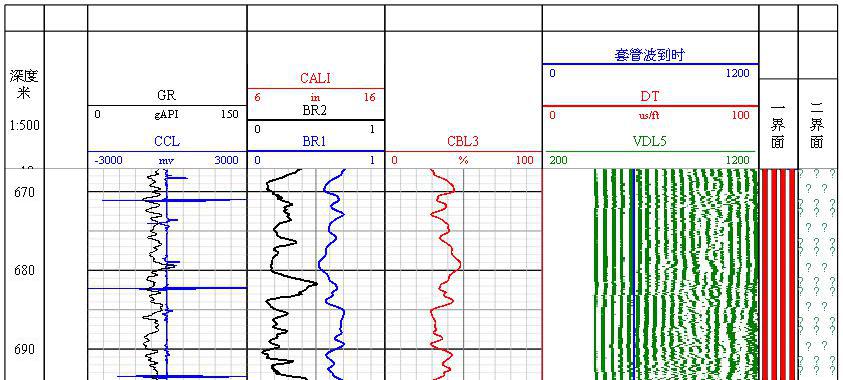 深度
米
1:500
GR
0 gAPI 150
CCL
-3000 mv 3000
CALI
6 in 16
BR2
0 1
BR1
0 1
CBL3
0 % 100
套管波到时
0 1200
DT
0 us/ft 100
VDL5
200 1200
一界面
二界面
670
680
690